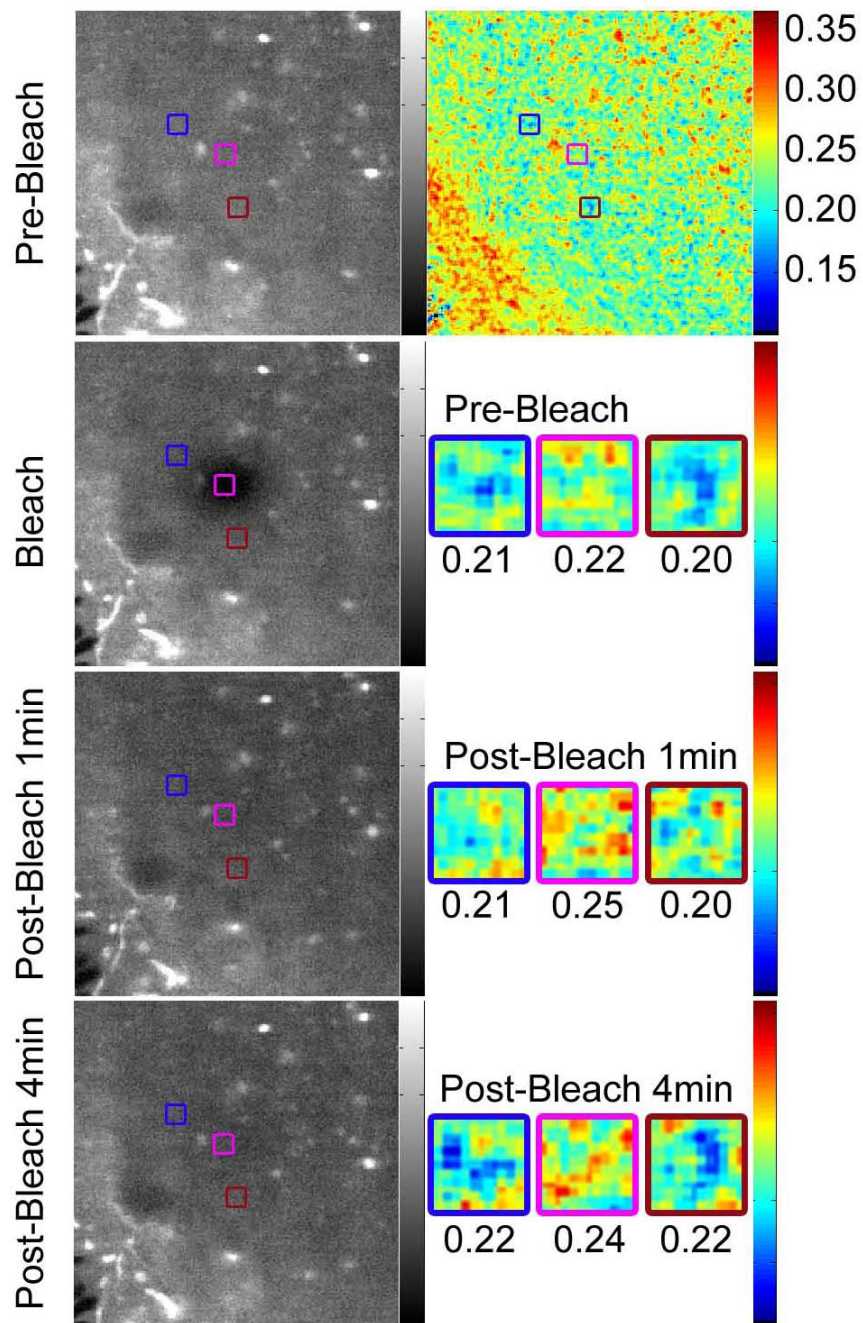 Pre-Bleach
0.35
0.30
0.25
0.20
0.15
Bleach
Pre-Bleach
0.21 0.22 0.20
Post-Bleach 1min
Post-Bleach 1min
0.21 0.25 0.20
Post-Bleach 4min
Post-Bleach 4min
0.22 0.24 0.22